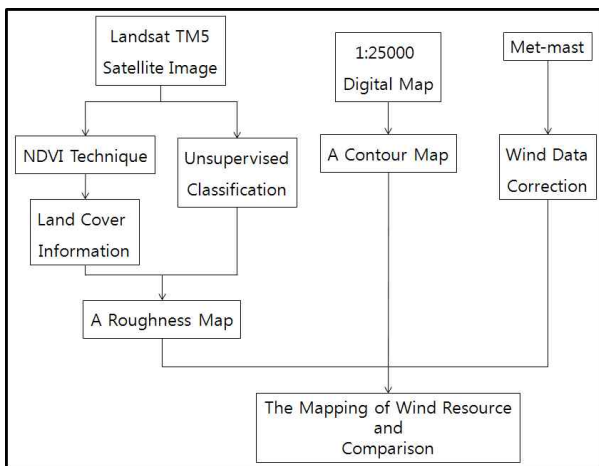 Landsat TM5
Satellite Image
1:25000
Digital Map
Met-mast
NDVI Technique
Unsupervised
Classification
A Contour Map
Wind Data
Correction
Land Cover
Information
A Roughness Map
The Mapping of Wind Resource
and
Comparison